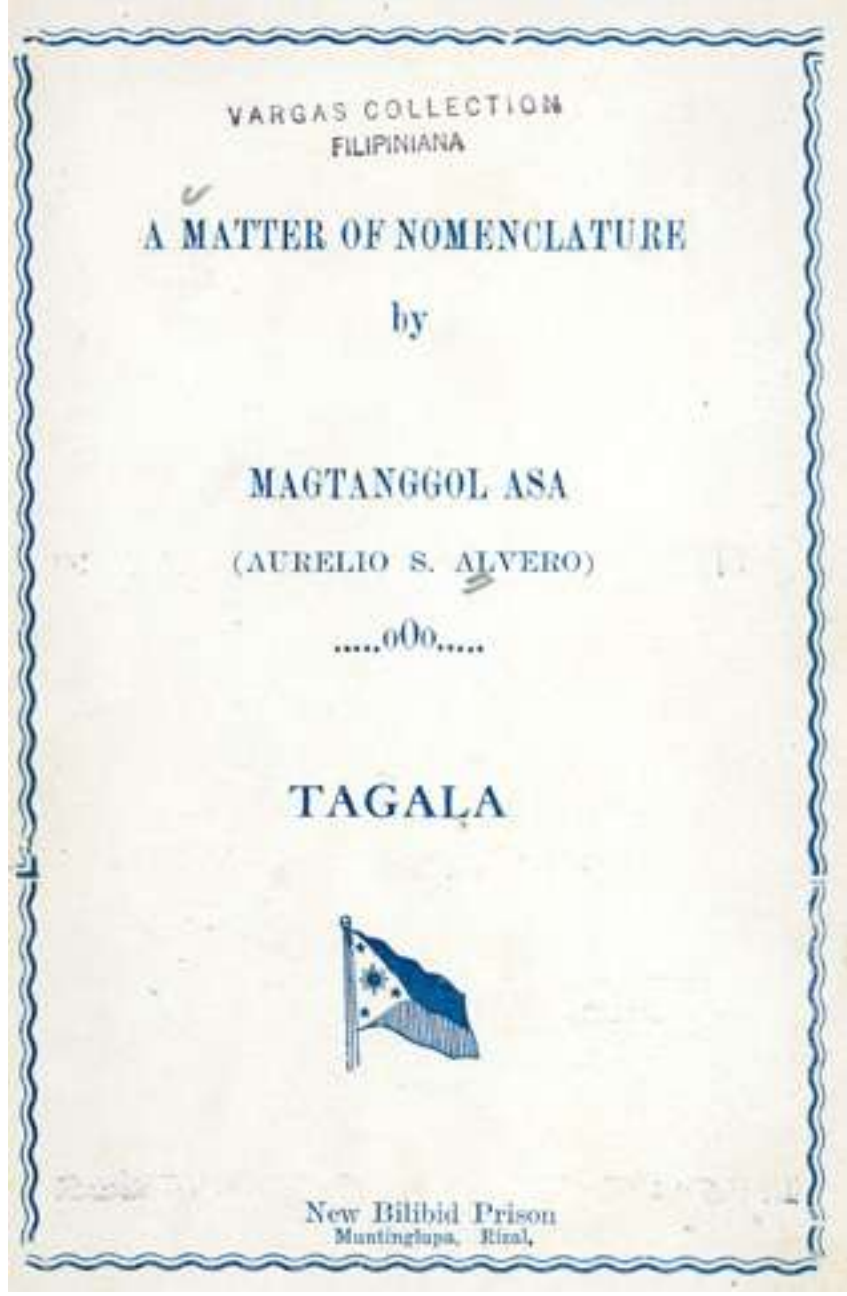 VARGAS COLLECTION
FILIPINIANA
A MATTER OF NOMENCLATURE
by
MAGTANGGOL ASA
(AURELIO S. ALVERO)
.....oOo.....
TAGALA
New Bilibid Prison
Muntinglupa, Rizal,